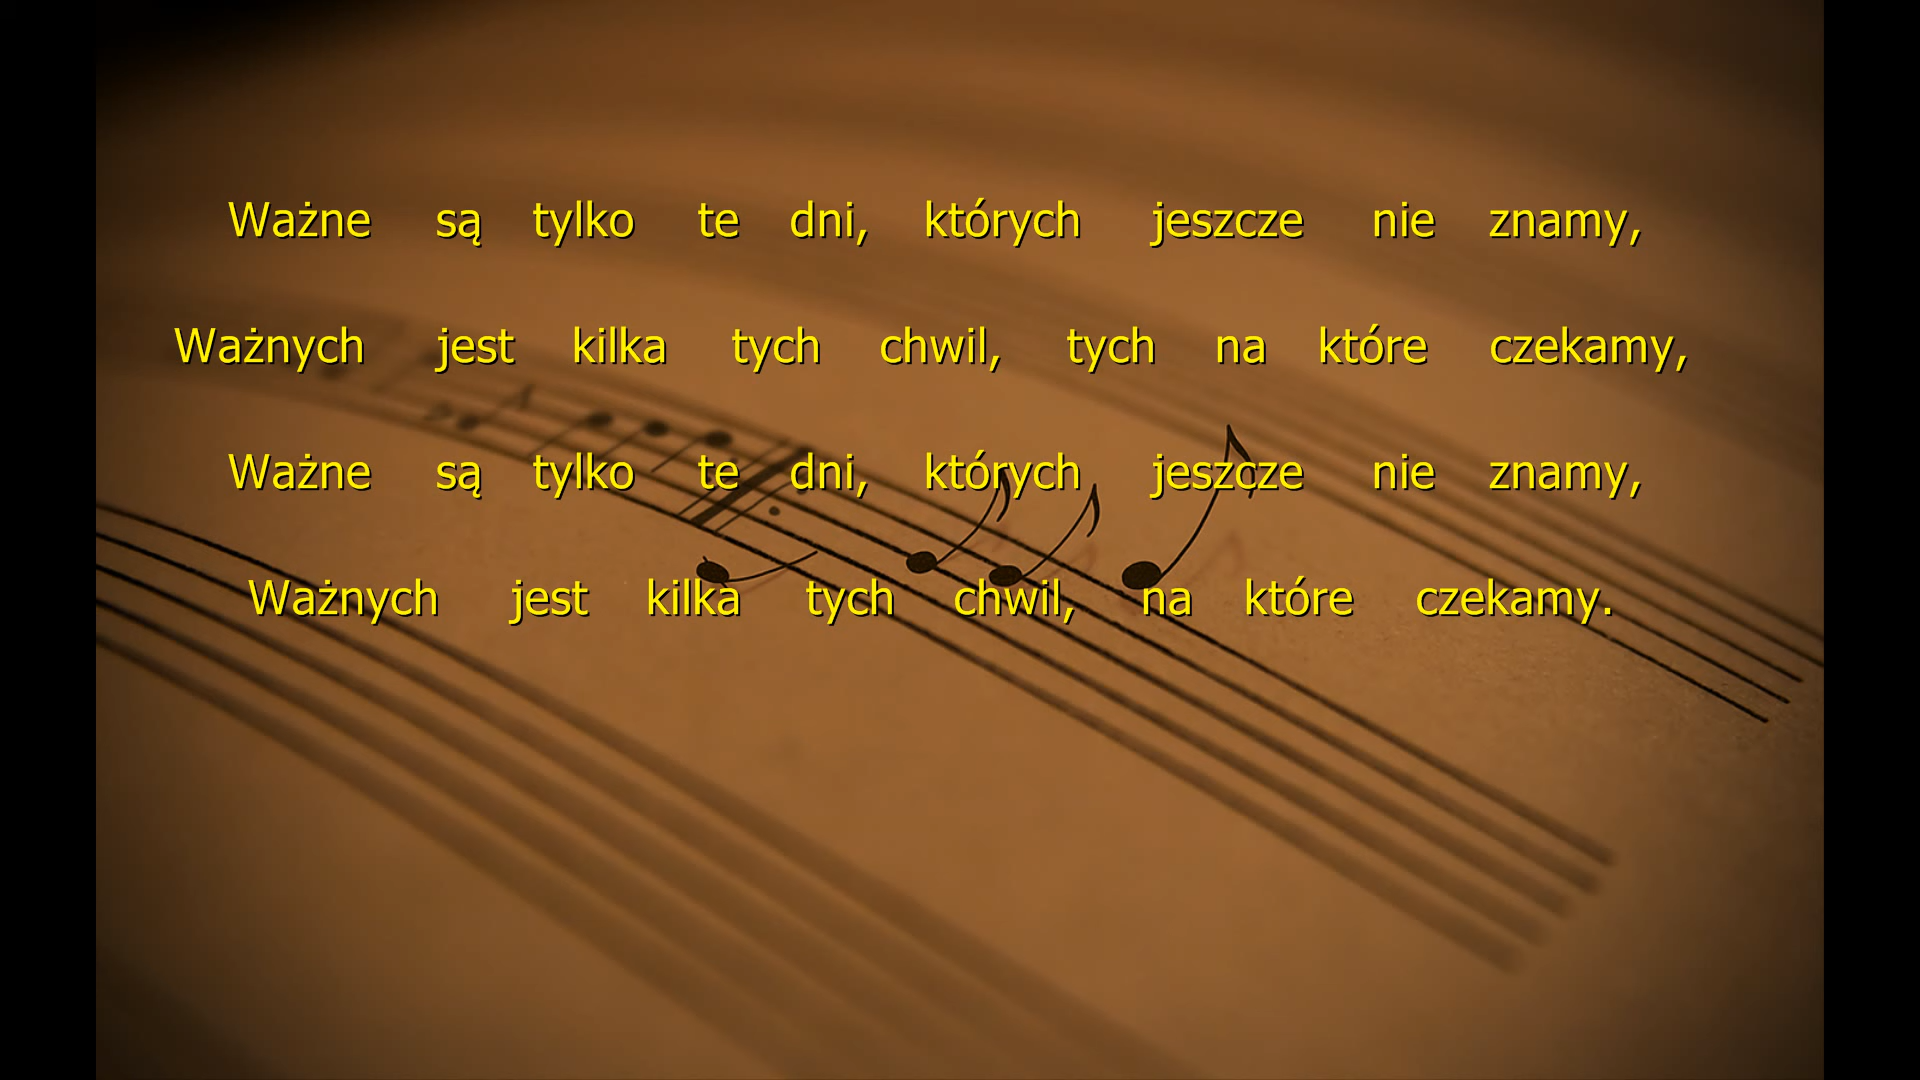 Ważne są tylko te dni, których jeszcze nie znamy,
Ważnych jest kilka tych chwil, tych na które czekamy,
Ważne są tylko te dni, których jeszcze nie znamy,
Ważnych jest kilka tych chwil, na które czekamy.